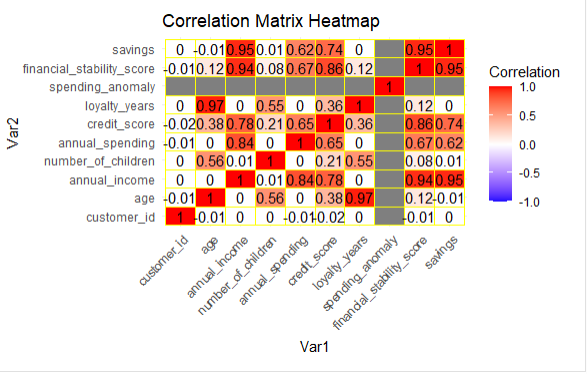 Correlation Matrix Heatmap
savings 0 -0.01 0.95 0.01 0.62 0.74 0 0.95 1
financial_stability_score -0.01 0.12 0.94 0.08 0.67 0.86 0.12 1 0.95
spending_anomaly 1
loyalty_years 0 0.97 0 0.55 0 0.36 1 0.12 0
credit_score -0.02 0.38 0.78 0.21 0.65 1 0.36 0.86 0.74
annual_spending -0.01 0 0.84 0 1 0.65 0 0.67 0.62
number_of_children 0 0.56 0.01 1 0 0.21 0.55 0.08 0.01
annual_income 0 0 1 0.01 0.84 0.78 0 0.94 0.95
age -0.01 1 0 0.56 0 0.38 0.97 0.12 -0.01
customer_id 1 -0.01 0 0 -0.01 -0.02 0 -0.01 0
customer_id
age
annual_income
number_of_children
annual_spending
credit_score
loyalty_years
spending_anomaly
financial_stability_score
savings
Var1
Var2
Correlation
1.0
0.5
0.0
-0.5
-1.0